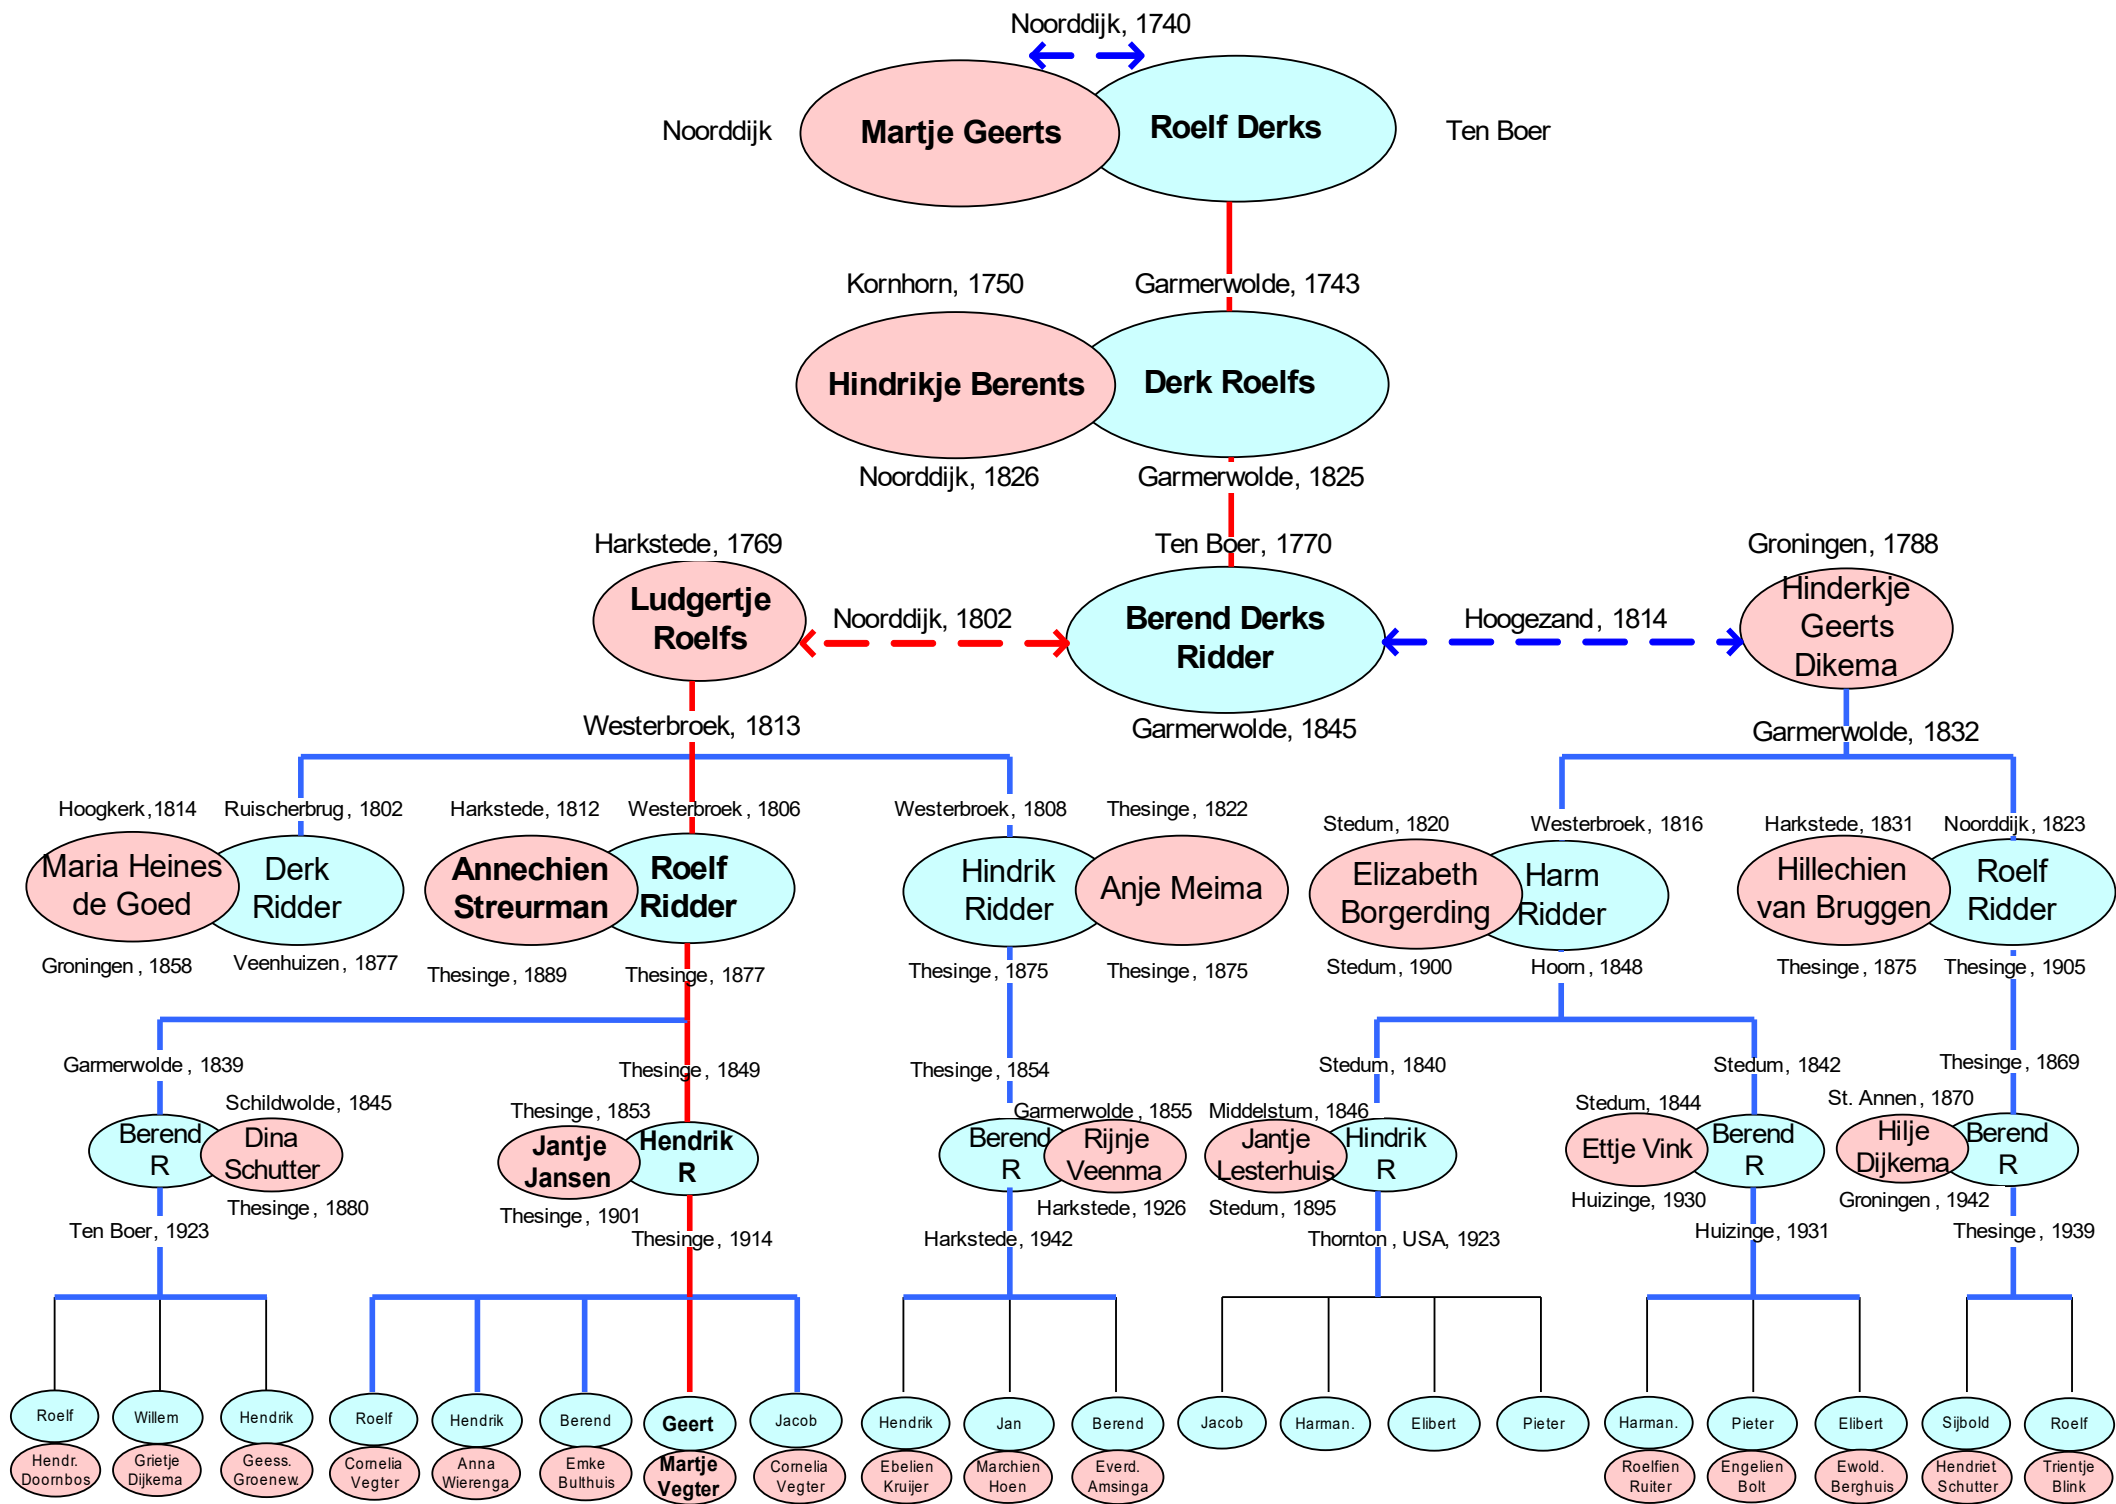 Noorddijk, 1740
Noorddijk
Martje Geerts
Roelf Derks
Ten Boer
Kornhorn, 1750
Garmerwolde, 1743
Hindrikje Berents
Derk Roelfs
Noorddijk, 1826
Garmerwolde, 1825
Harkstede, 1769
Ten Boer, 1770
Groningen, 1788
Ludgertje
Roelfs
Noorddijk, 1802
Berend Derks
Ridder
Hoogezand, 1814
Hinderkje
Geerts
Dikema
Westerbroek, 1813
Garmerwolde, 1845
Garmerwolde, 1832
Hoogkerk, 1814
Ruischerbrug, 1802
Harkstede, 1812
Westerbroek, 1806
Westerbroek, 1808
Thesinge, 1822
Stedum, 1820
Westerbroek, 1816
Harkstede, 1831
Noorddijk, 1823
Maria Heines
de Goed
Derk
Ridder
Annechien
Streurman
Roelf
Ridder
Hindrik
Ridder
Anje Meima
Elizabeth
Borgerding
Harm
Ridder
Hillechien
van Bruggen
Roelf
Ridder
Groningen, 1858
Veenhuizen, 1877
Thesinge, 1889
Thesinge, 1877
Thesinge, 1875
Thesinge, 1875
Stedum, 1900
Hoorn, 1848
Thesinge, 1875
Thesinge, 1905
Garmerwolde, 1839
Thesinge, 1849
Thesinge, 1854
Stedum, 1840
Stedum, 1842
Thesinge, 1869
Schildwolde, 1845
Thesinge, 1853
Garmerwolde, 1855
Middelstum, 1846
Stedum, 1844
St. Annen, 1870
Berend
R
Dina
Schutter
Jantje
Jansen
Hendrik
R
Berend
R
Rijnje
Veenma
Jantje
Lesterhuis
Hindrik
R
Ettje Vink
Berend
R
Hilje
Dijkema
Berend
R
Thesinge, 1880
Thesinge, 1901
Harkstede, 1926
Stedum, 1895
Huizinge, 1930
Groningen, 1942
Ten Boer, 1923
Thesinge, 1914
Harkstede, 1942
Thornton, USA, 1923
Huizinge, 1931
Thesinge, 1939
Roelf
Willem
Hendrik
Roelf
Hendrik
Berend
Geert
Jacob
Hendrik
Jan
Berend
Jacob
Harman.
Elibert
Pieter
Harman.
Pieter
Elibert
Sijbold
Roelf
Hendr.
Doornbos
Grietje
Dijkema
Geess.
Groenew.
Cornelia
Vegter
Anna
Wierenga
Emke
Bulthuis
Martje
Vegter
Cornelia
Vegter
Ebelien
Kruijer
Marchien
Hoen
Everd.
Amsinga
Roelfien
Ruiter
Engelien
Bolt
Ewold.
Berghuis
Hendriet
Schutter
Trientje
Blink